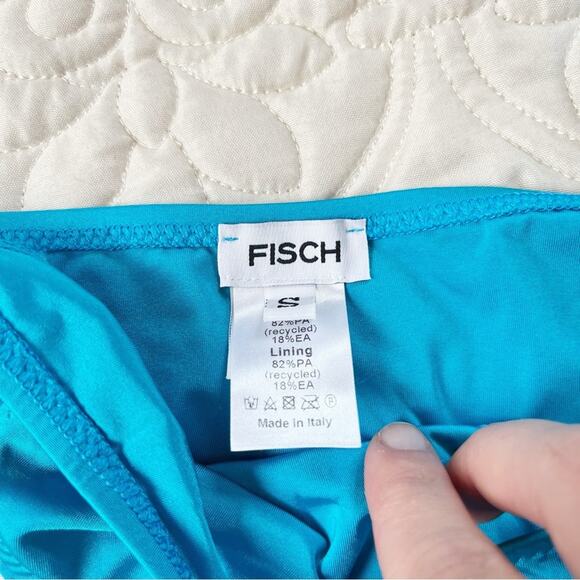 FISCH
S
82%PA
(recycled)
18%EA
Lining
82%PA
(recycled)
18%EA
Made in Italy